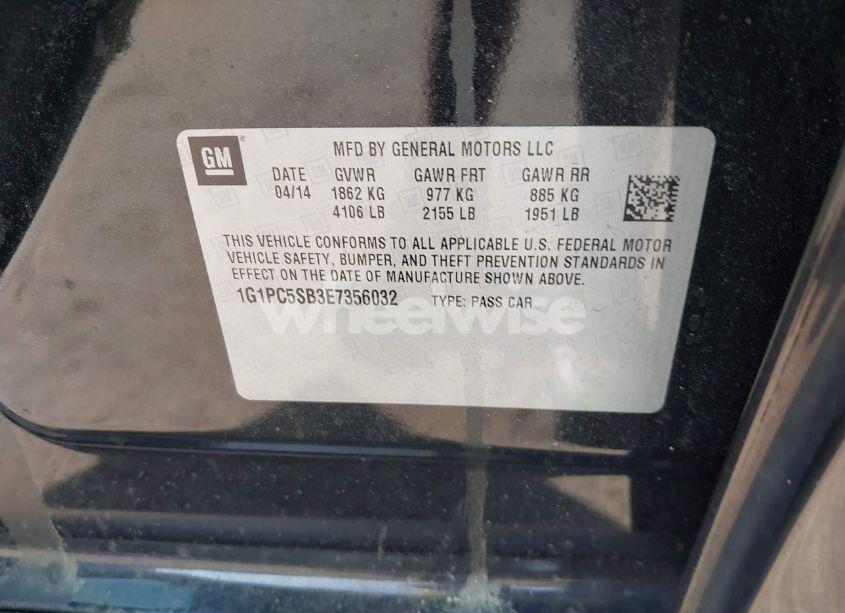 GM
MFD BY GENERAL MOTORS LLC
DATE GVWR GAWR FRT GAWR RR
04/14 1862 KG 977 KG 885 KG
4106 LB 2155 LB 1951 LB
THIS VEHICLE CONFORMS TO ALL APPLICABLE U.S. FEDERAL MOTOR
VEHICLE SAFETY, BUMPER, AND THEFT PREVENTION STANDARDS IN
EFFECT ON THE DATE OF MANUFACTURE SHOWN ABOVE.
1G1PC5SB3E7356032 TYPE: PASS CAR
wheelwise